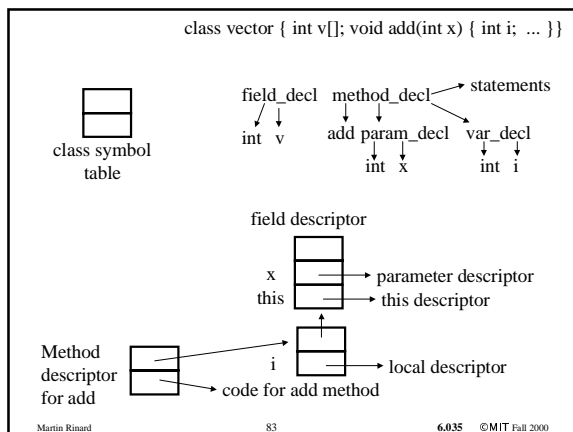 class vector { int v[]; void add(int x) { int i; ... }}
field_decl method_decl statements
int v add param_decl var_decl
int x int i
class symbol
table
field descriptor
x parameter descriptor
this this descriptor
Method
descriptor
for add
i local descriptor
code for add method
Martin Rinard 83 6.035 ©MIT Fall 2000